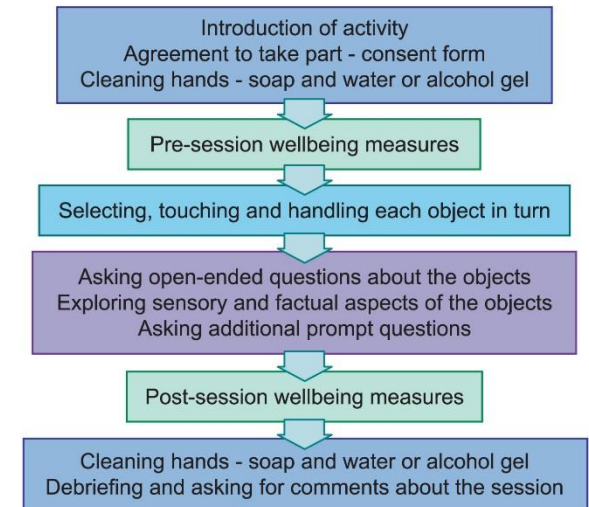 Introduction of activity
Agreement to take part - consent form
Cleaning hands - soap and water or alcohol gel
Pre-session wellbeing measures
Selecting, touching and handling each object in turn
Asking open-ended questions about the objects
Exploring sensory and factual aspects of the objects
Asking additional prompt questions
Post-session wellbeing measures
Cleaning hands - soap and water or alcohol gel
Debriefing and asking for comments about the session